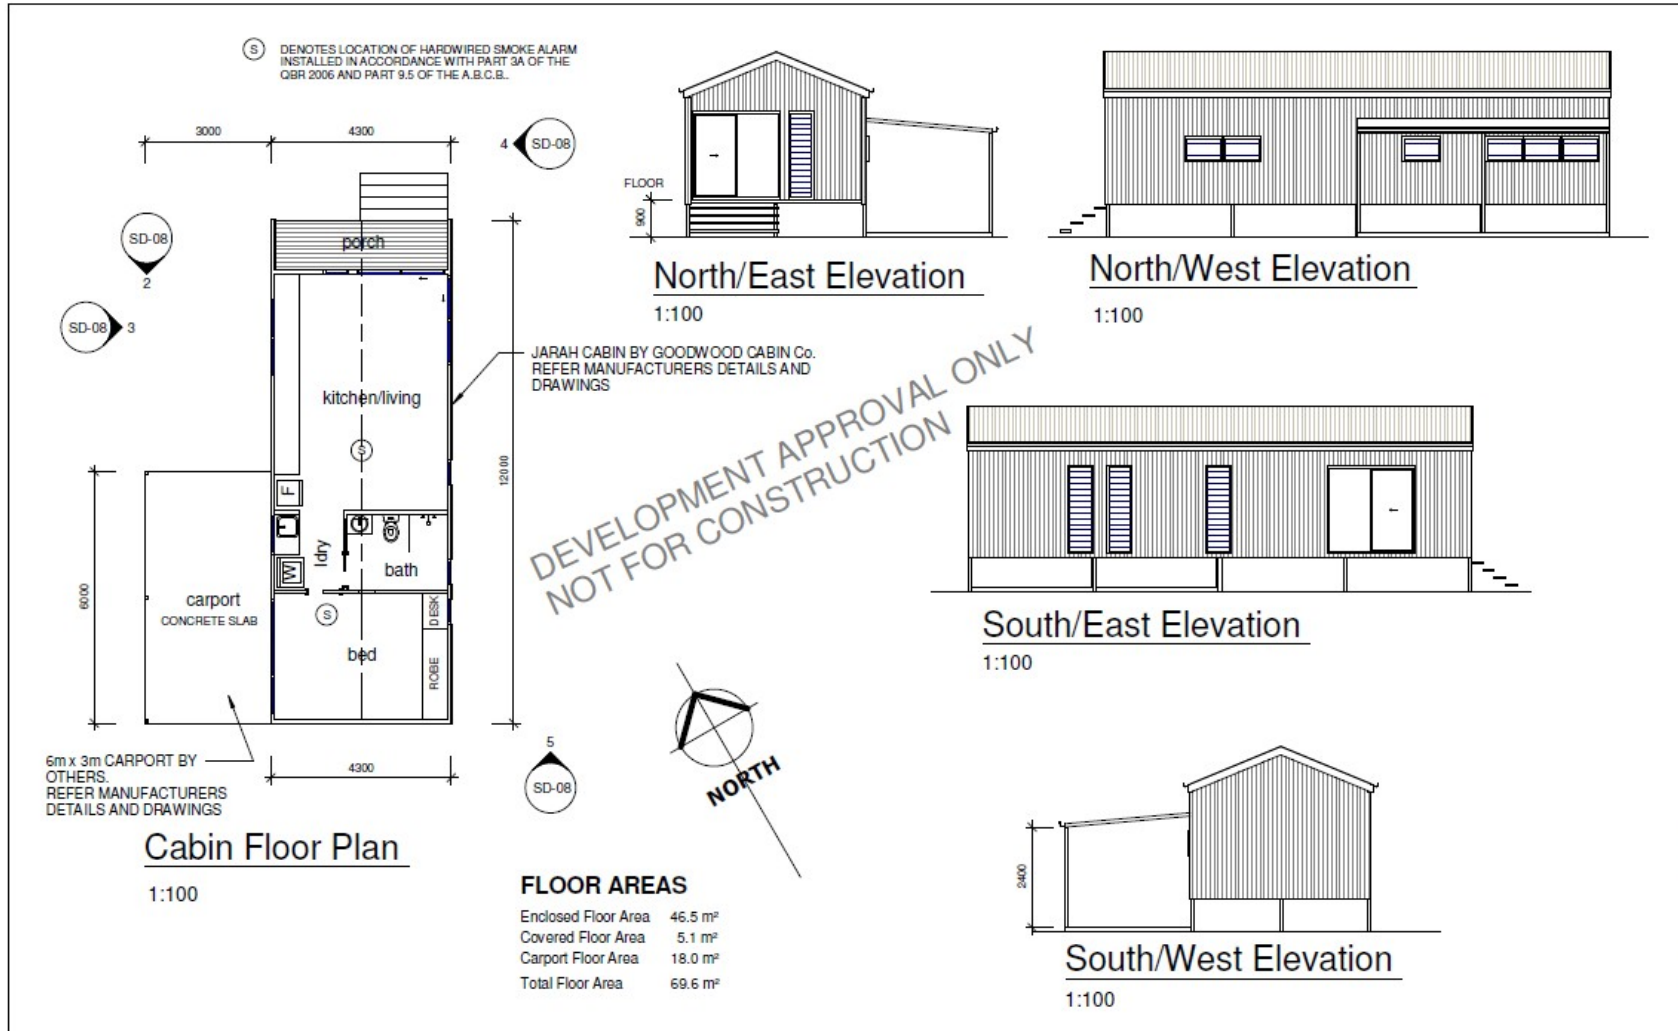 S
DENOTES LOCATION OF HARDWIRED SMOKE ALARM
INSTALLED IN ACCORDANCE WITH PART 3A OF THE
QBR 2006 AND PART 9.5 OF THE A.B.C.B..
3000
4300
4
SD-08
SD-08
2
SD-08
3
porch
kitchen/living
S
F
ldry
W
bath
S
bed
DESK
ROBE
carport
CONCRETE SLAB
6000
12000
4300
5
SD-08
JARAH CABIN BY GOODWOOD CABIN Co.
REFER MANUFACTURERS DETAILS AND
DRAWINGS
6m x 3m CARPORT BY
OTHERS.
REFER MANUFACTURERS
DETAILS AND DRAWINGS
Cabin Floor Plan
1:100
FLOOR
900
North/East Elevation
1:100
North/West Elevation
1:100
DEVELOPMENT APPROVAL ONLY
NOT FOR CONSTRUCTION
South/East Elevation
1:100
NORTH
FLOOR AREAS
Enclosed Floor Area 46.5 m²
Covered Floor Area 5.1 m²
Carport Floor Area 18.0 m²
Total Floor Area 69.6 m²
2400
South/West Elevation
1:100